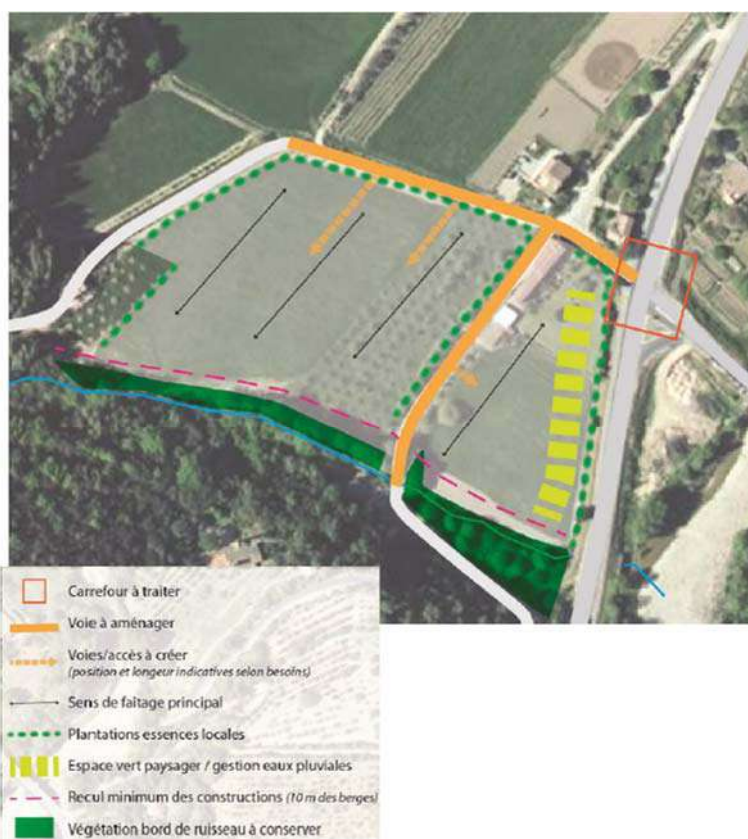 Carrefour à traiter
Voie à aménager
Voies/accès à créer
(position et longueur indicatives selon besoins)
Sens de faîtage principal
Plantations essences locales
Espace vert paysager / gestion eaux pluviales
Recul minimum des constructions (10 m des berges)
Végétation bord de ruisseau à conserver